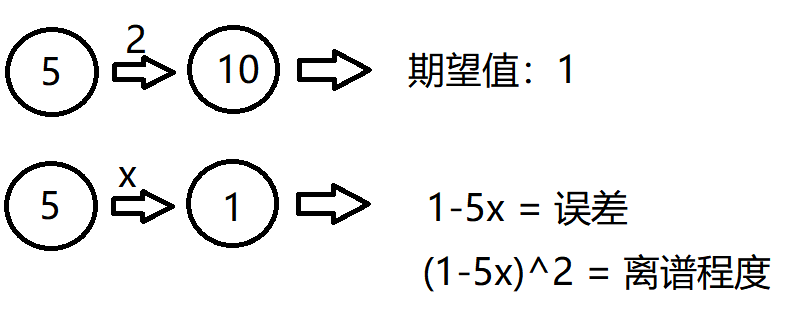 2
5 10 期望值：1
x
5 1 1-5x = 误差
(1-5x)^2 = 离谱程度